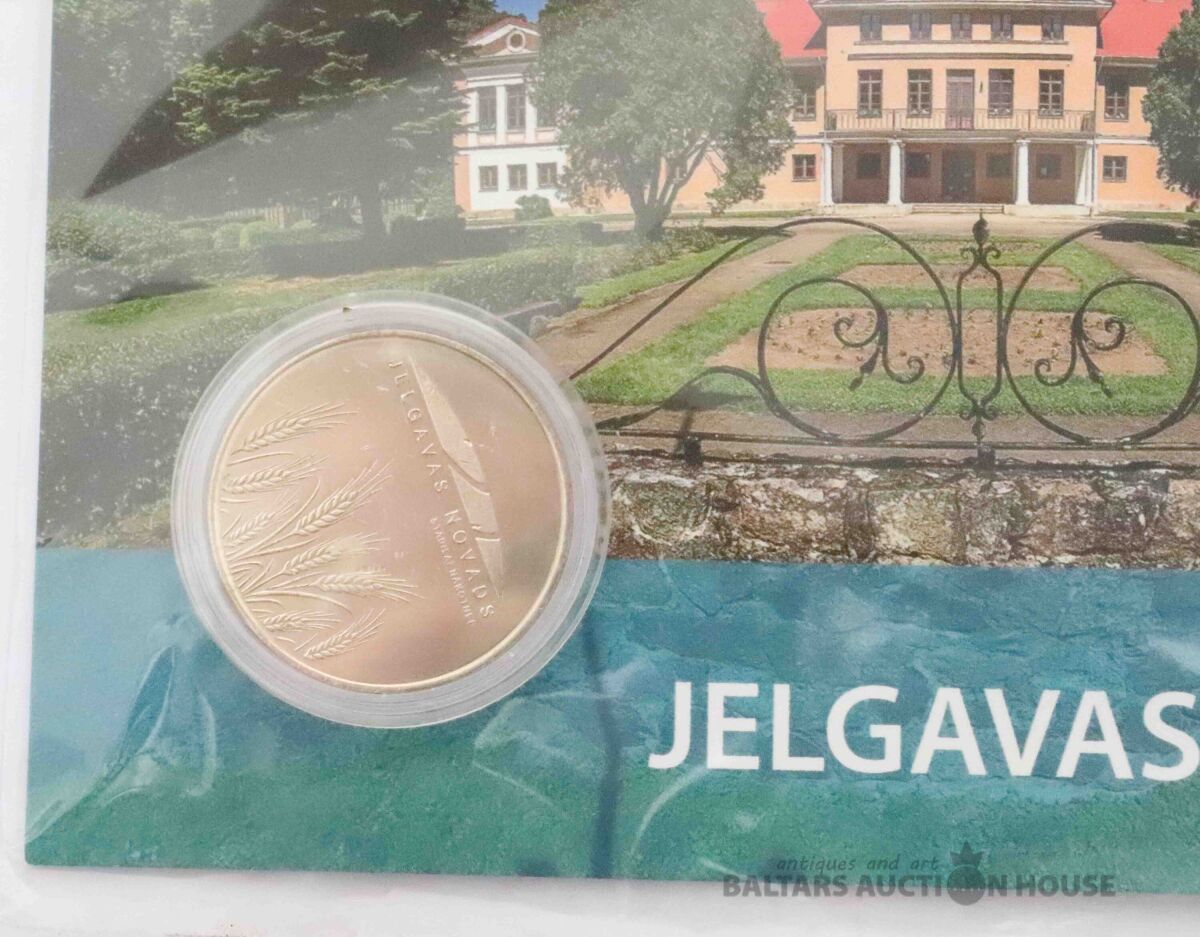 JELGAVAS NOVADS
JELGAVAS
antiques and art
BALTARS AUCTION HOUSE